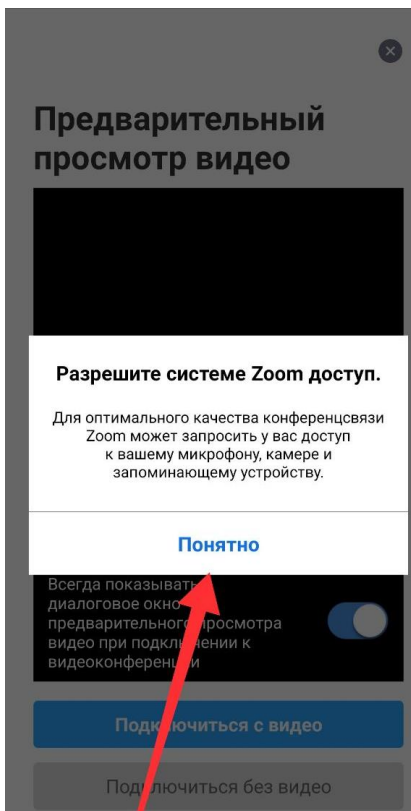 Предварительный
просмотр видео
Разрешите системе Zoom доступ.
Для оптимального качества конференцсвязи
Zoom может запросить у вас доступ
к вашему микрофону, камере и
запоминающему устройству.
Понятно
Всегда показывать
диалоговое окно
предварительного просмотра
видео при подключении к
видеоконференции
Подключиться с видео
Подключиться без видео